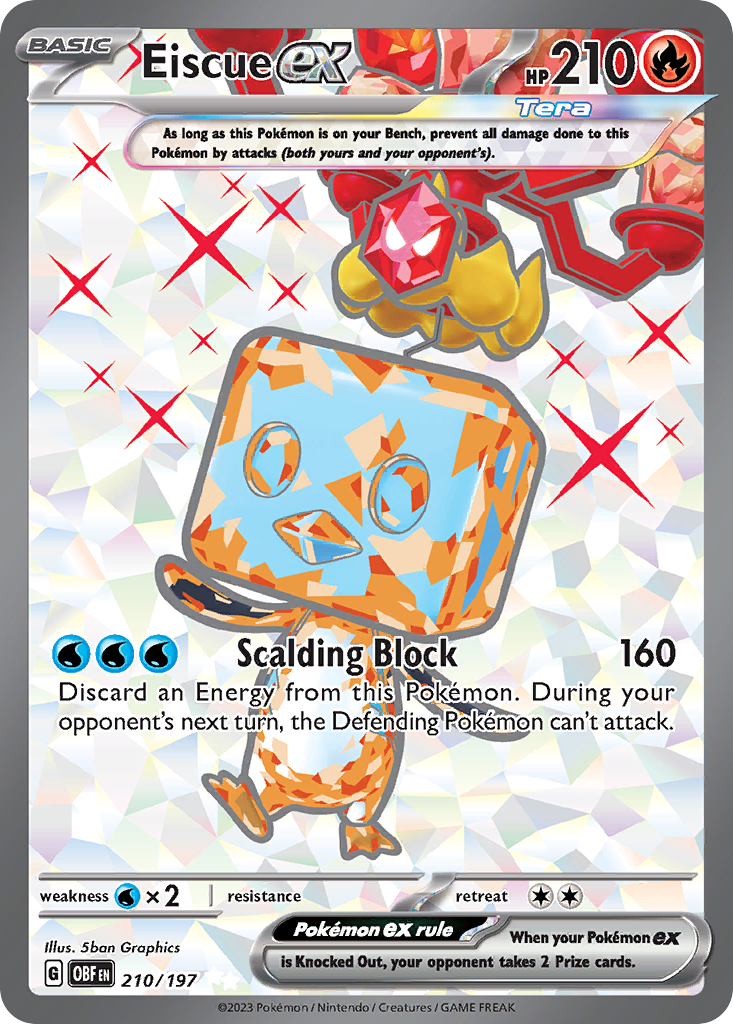 BASIC
Eiscue ex
HP 210
Tera
As long as this Pokémon is on your Bench, prevent all damage done to this
Pokémon by attacks (both yours and your opponent's).
Scalding Block 160
Discard an Energy from this Pokémon. During your
opponent's next turn, the Defending Pokémon can't attack.
weakness ×2 resistance retreat
Illus. 5ban Graphics
Pokémon ex rule
When your Pokémon ex
is Knocked Out, your opponent takes 2 Prize cards.
G OBF EN 210/197
©2023 Pokémon / Nintendo / Creatures / GAME FREAK